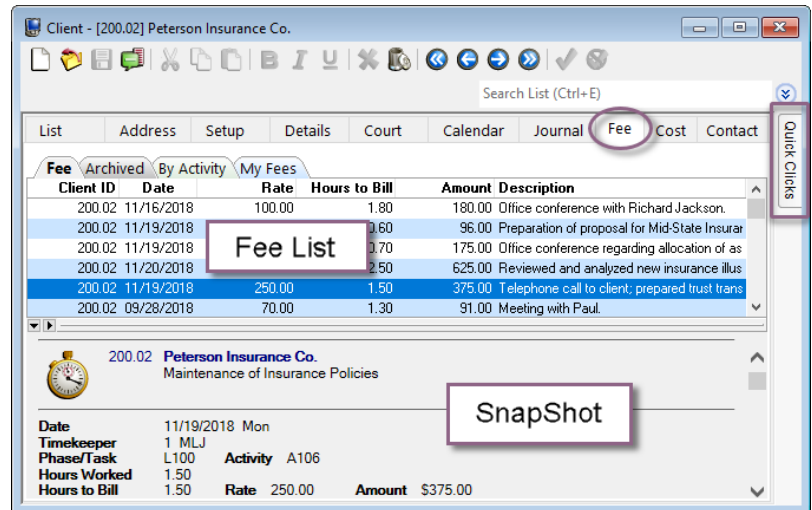 Client - [200.02] Peterson Insurance Co.
B I U
Search List (Ctrl+E)
List Address Setup Details Court Calendar Journal Fee Cost Contact
Quick Clicks
Fee Archived By Activity My Fees
Client ID Date Rate Hours to Bill Amount Description
200.02 11/16/2018 100.00 1.80 180.00 Office conference with Richard Jackson.
200.02 11/19/2018 0.60 96.00 Preparation of proposal for Mid-State Insurar
200.02 11/19/2018 0.70 175.00 Office conference regarding allocation of as
200.02 11/20/2018 2.50 625.00 Reviewed and analyzed new insurance illus
200.02 11/19/2018 250.00 1.50 375.00 Telephone call to client; prepared trust trans
200.02 09/28/2018 70.00 1.30 91.00 Meeting with Paul.
Fee List
200.02 Peterson Insurance Co.
Maintenance of Insurance Policies
SnapShot
Date 11/19/2018 Mon
Timekeeper 1 MLJ
Phase/Task L100 Activity A106
Hours Worked 1.50
Hours to Bill 1.50 Rate 250.00 Amount $375.00